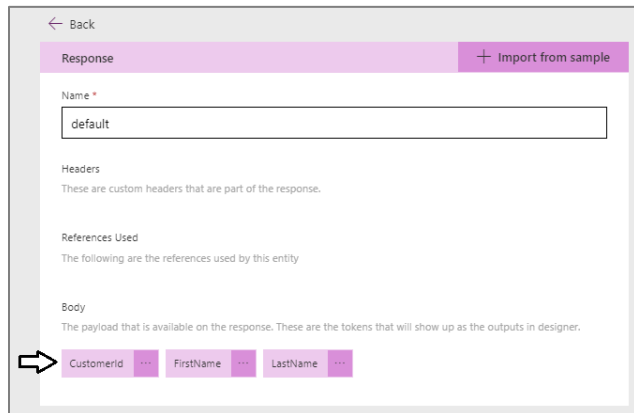 Back
Response
+ Import from sample
Name *
default
Headers
These are custom headers that are part of the response.
References Used
The following are the references used by this entity
Body
The payload that is available on the response. These are the tokens that will show up as the outputs in designer.
CustomerId ... FirstName ... LastName ...